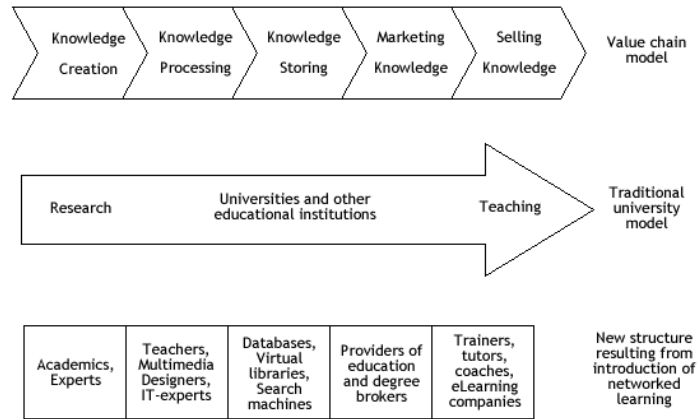 Knowledge
Creation
Knowledge
Processing
Knowledge
Storing
Marketing
Knowledge
Selling
Knowledge
Value chain
model
Research
Universities and other
educational institutions
Teaching
Traditional
university
model
Academics,
Experts
Teachers,
Multimedia
Designers,
IT-experts
Databases,
Virtual
libraries,
Search
machines
Providers of
education
and degree
brokers
Trainers,
tutors,
coaches,
eLearning
companies
New structure
resulting from
introduction of
networked
learning